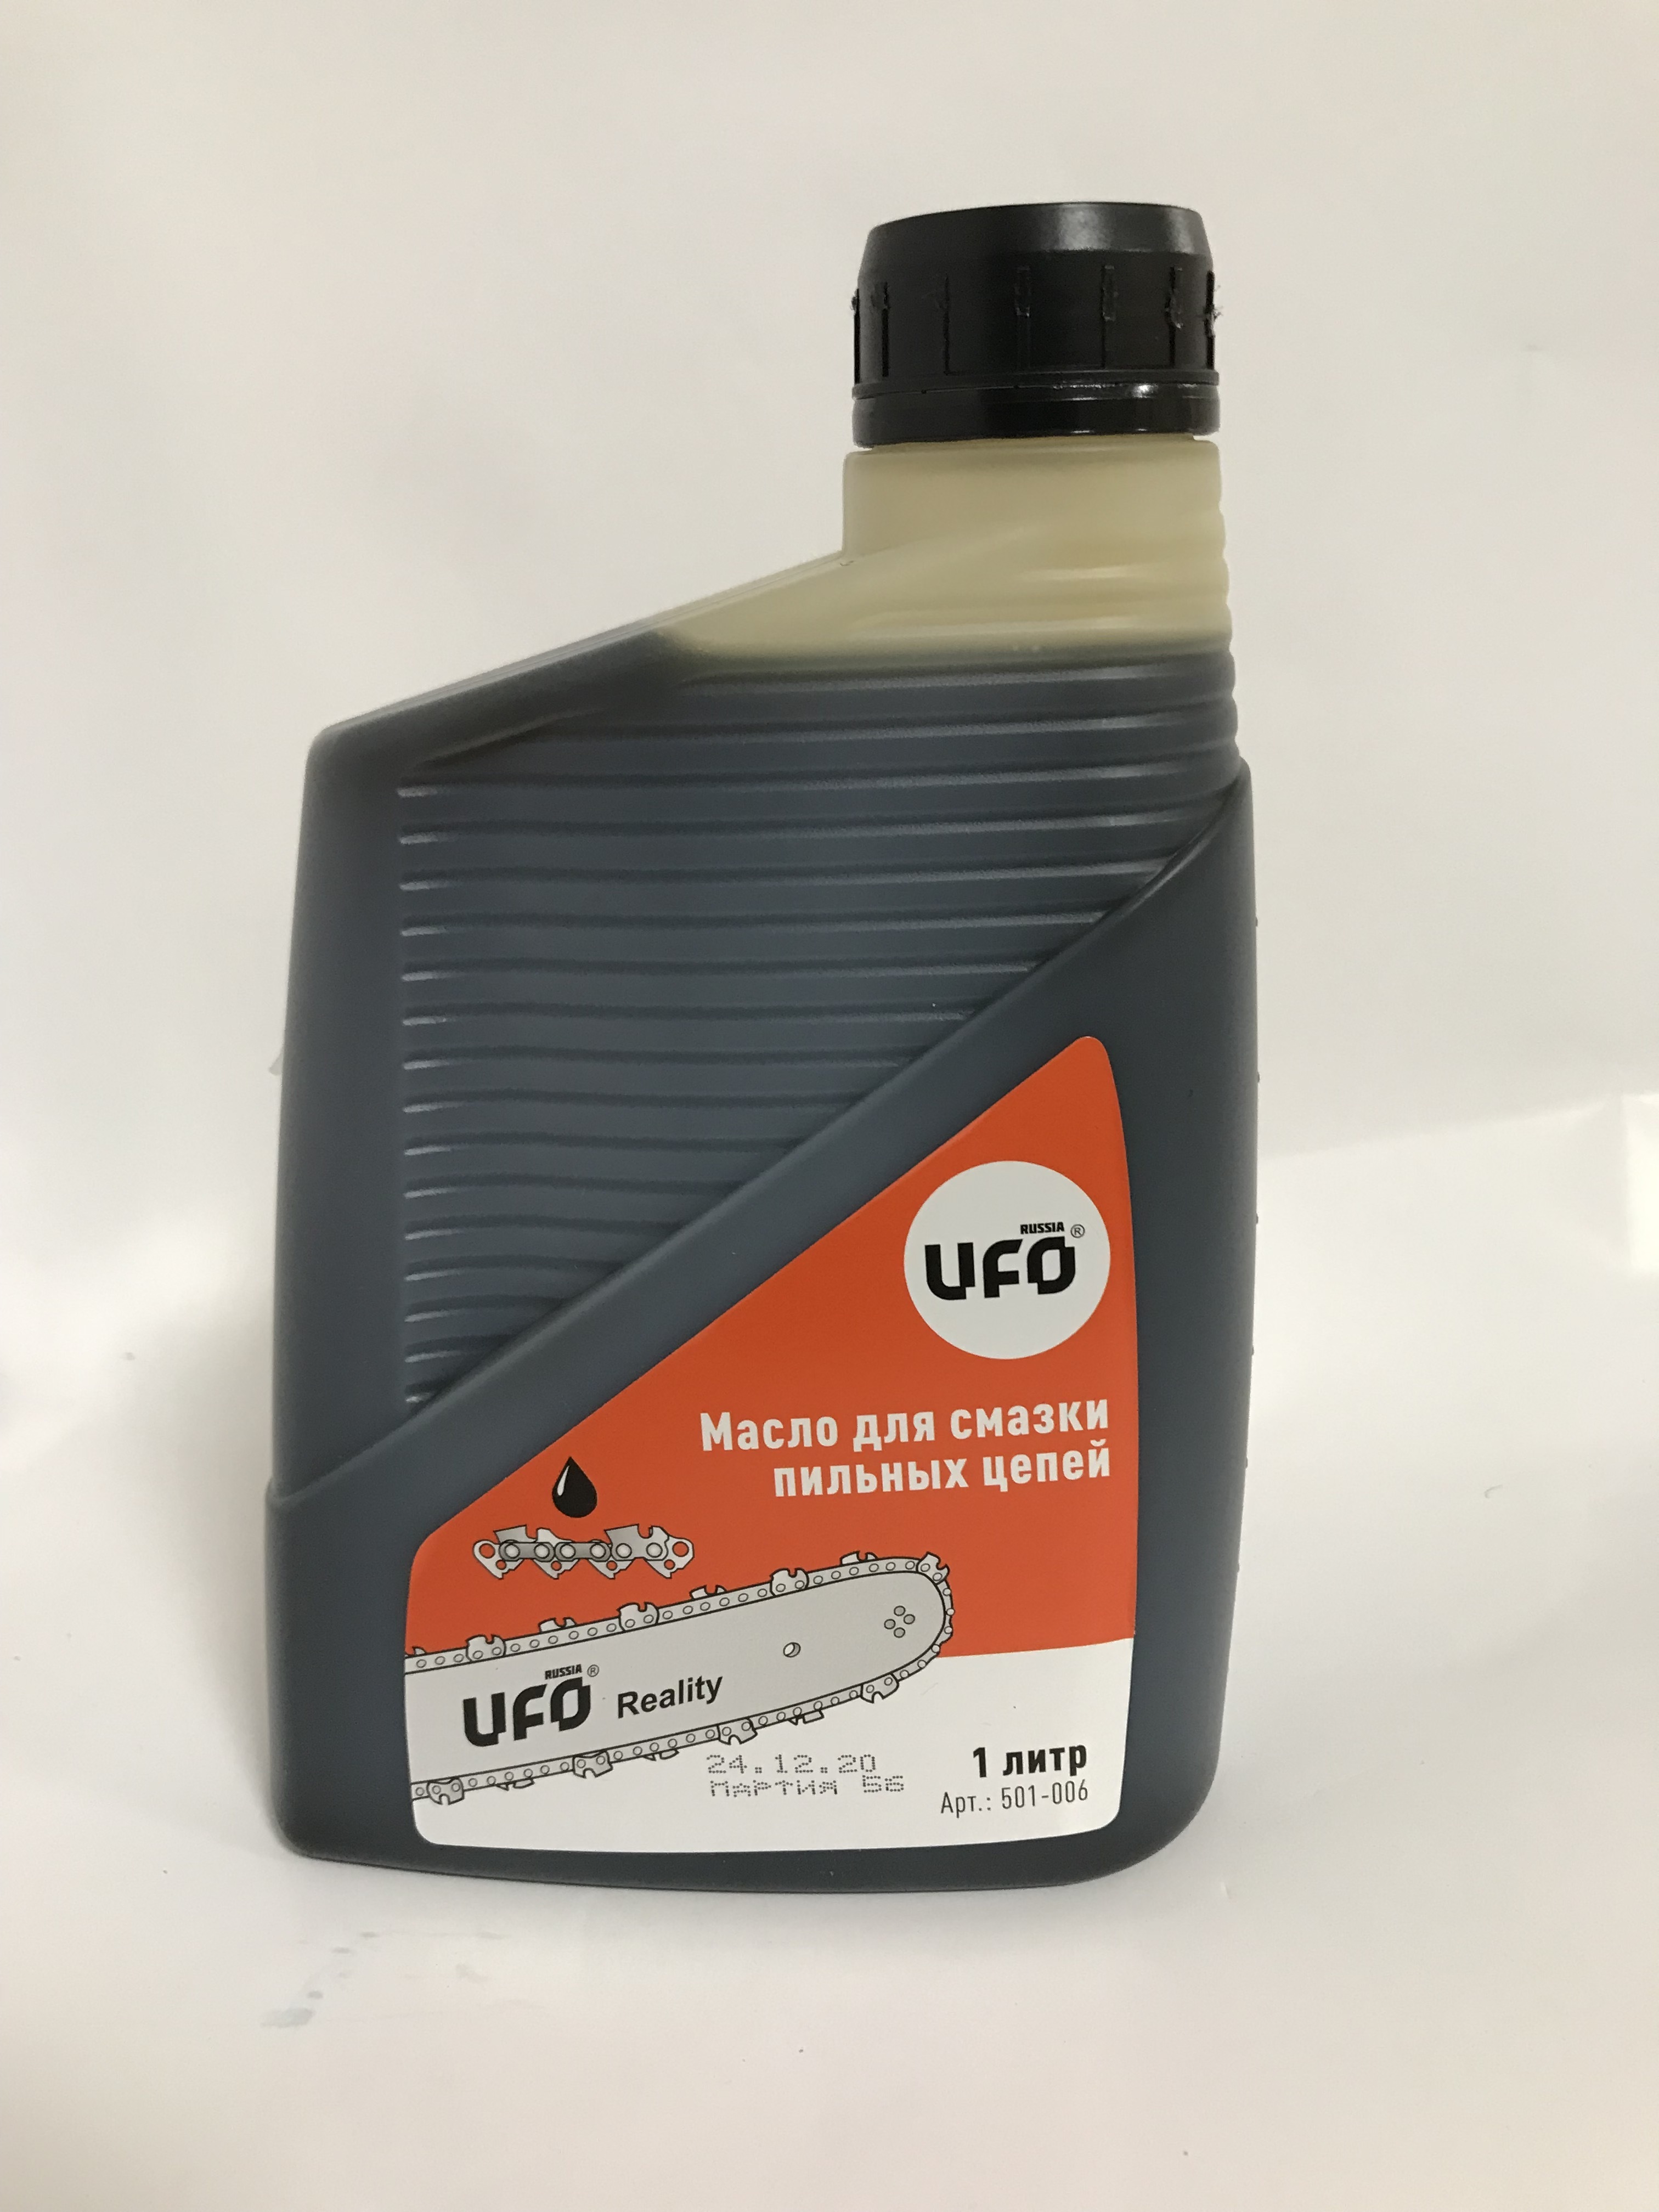 RUSSIA
UFO®
Масло для смазки
пильных цепей
RUSSIA
UFO® Reality
24.12.20
ПАРТИЯ 56
1 литр
Арт.: 501-006